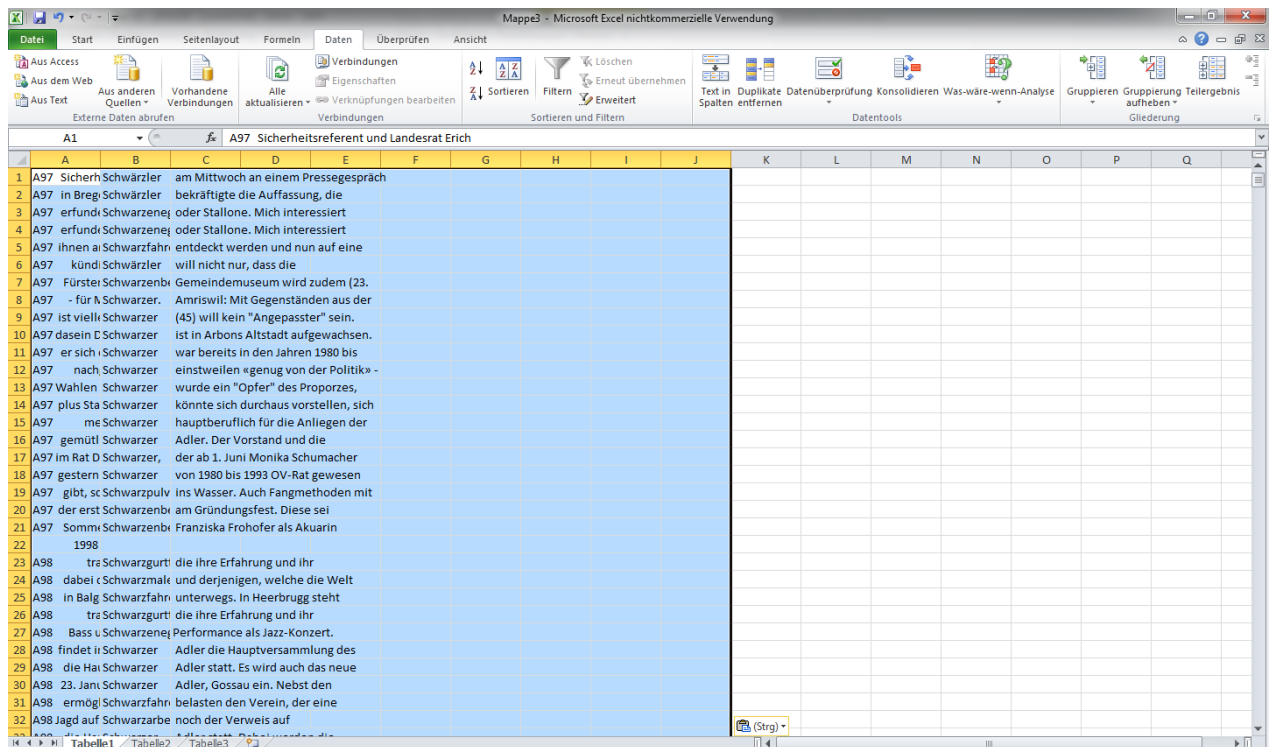 Mappe3 - Microsoft Excel nichtkommerzielle Verwendung
Datei Start Einfügen Seitenlayout Formeln Daten Überprüfen Ansicht
Aus Access
Aus dem Web
Aus Text
Aus anderen Quellen
Vorhandene Verbindungen
Externe Daten abrufen
Alle aktualisieren
Verbindungen
Eigenschaften
Verknüpfungen bearbeiten
Verbindungen
Sortieren
Filtern
Löschen
Erneut übernehmen
Erweitert
Sortieren und Filtern
Text in Spalten
Duplikate entfernen
Datenüberprüfung
Konsolidieren
Was-wäre-wenn-Analyse
Datentools
Gruppieren
Gruppierung aufheben
Teilergebnis
Gliederung
A1 fx A97 Sicherheitsreferent und Landesrat Erich
A B C D E F G H I J K L M N O P Q
1 A97 Sicherh Schwärzler am Mittwoch an einem Pressegespräch
2 A97 in Breg Schwärzler bekräftigte die Auffassung, die
3 A97 erfunde Schwarzeneg oder Stallone. Mich interessiert
4 A97 erfunde Schwarzeneg oder Stallone. Mich interessiert
5 A97 ihnen a Schwarzfahr entdeckt werden und nun auf eine
6 A97 kündi Schwärzler will nicht nur, dass die
7 A97 Fürster Schwarzenbe Gemeindemuseum wird zudem (23.
8 A97 - für M Schwarzer. Amriswil: Mit Gegenständen aus der
9 A97 ist vielle Schwarzer (45) will kein "Angepasster" sein.
10 A97 dasein D Schwarzer ist in Arbons Altstadt aufgewachsen.
11 A97 er sich Schwarzer war bereits in den Jahren 1980 bis
12 A97 nach Schwarzer einstweilen «genug von der Politik» -
13 A97 Wahlen Schwarzer wurde ein "Opfer" des Proporzes,
14 A97 plus Sta Schwarzer könnte sich durchaus vorstellen, sich
15 A97 me Schwarzer hauptberuflich für die Anliegen der
16 A97 gemütl Schwarzer Adler. Der Vorstand und die
17 A97 im Rat D Schwarzer, der ab 1. Juni Monika Schumacher
18 A97 gestern Schwarzer von 1980 bis 1993 OV-Rat gewesen
19 A97 gibt, sc Schwarzpulv ins Wasser. Auch Fangmethoden mit
20 A97 der erst Schwarzenbe am Gründungsfest. Diese sei
21 A97 Somme Schwarzenbe Franziska Frohofer als Akuarin
22 1998
23 A98 tra Schwarzgurt die ihre Erfahrung und ihr
24 A98 dabei Schwarzmale und derjenigen, welche die Welt
25 A98 in Balg Schwarzfahr unterwegs. In Heerbrugg steht
26 A98 tra Schwarzgurt die ihre Erfahrung und ihr
27 A98 Bass u Schwarzeneg Performance als Jazz-Konzert.
28 A98 findet i Schwarzer Adler die Hauptversammlung des
29 A98 die Hau Schwarzer Adler statt. Es wird auch das neue
30 A98 23. Janu Schwarzer Adler, Gossau ein. Nebst den
31 A98 ermög Schwarzfahr belasten den Verein, der eine
32 A98 Jagd auf Schwarzarbe noch der Verweis auf
(Strg)
Tabelle1 Tabelle2 Tabelle3